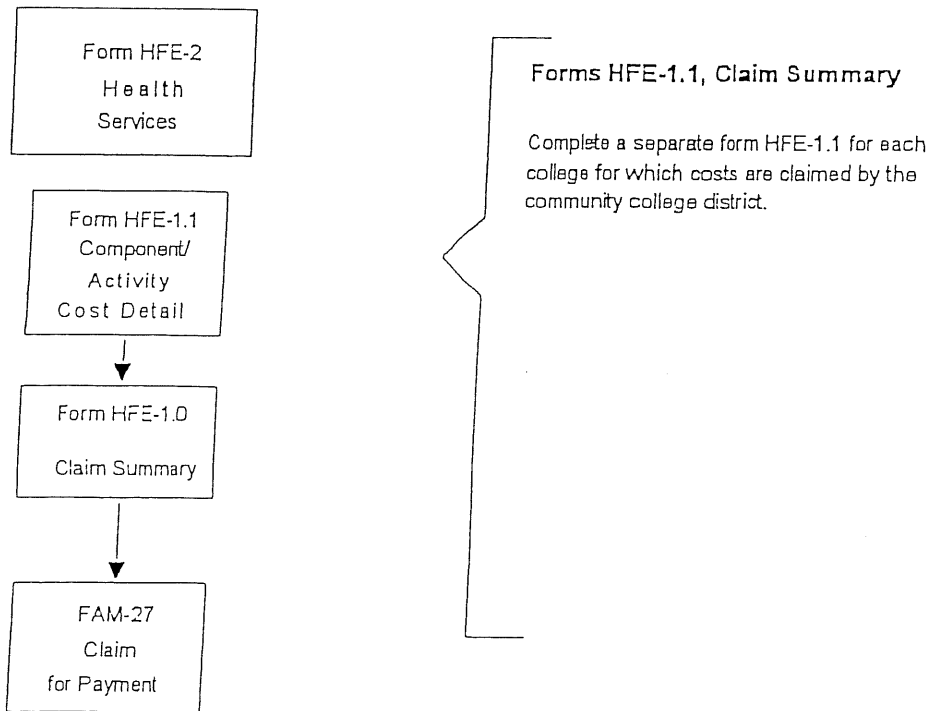 Form HFE-2
Health
Services
Form HFE-1.1
Component/
Activity
Cost Detail
Form HFE-1.0
Claim Summary
FAM-27
Claim
for Payment
Forms HFE-1.1, Claim Summary
Complete a separate form HFE-1.1 for each
college for which costs are claimed by the
community college district.